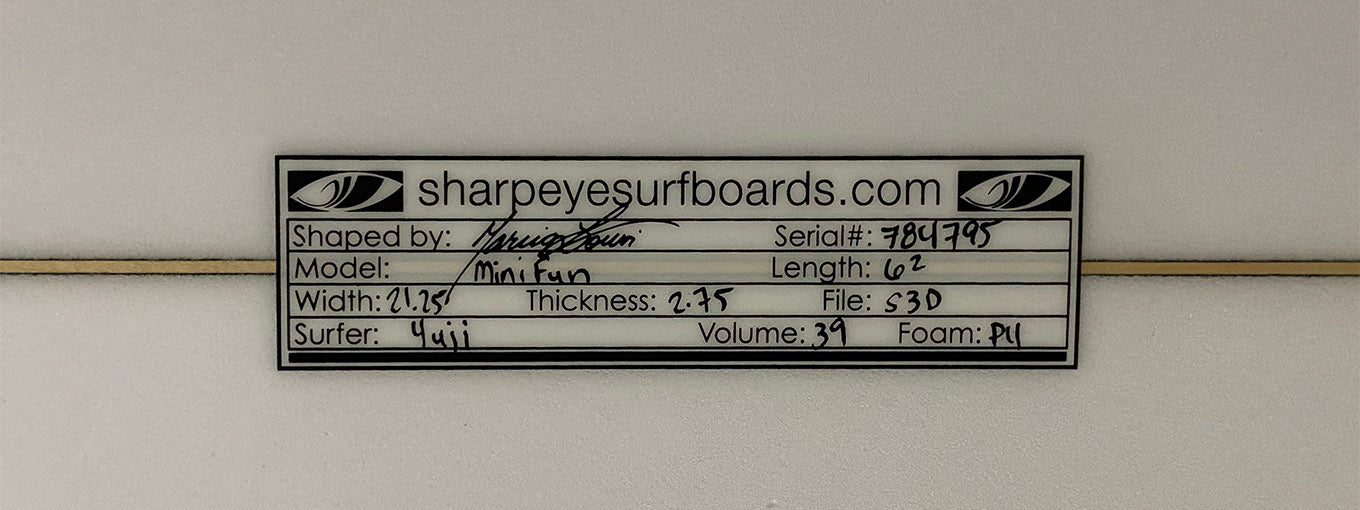 sharpeyesurfboards.com
Shaped by: Serial#: 784795
Model: Mini Fun Length: 6 2
Width: 21.25 Thickness: 2.75 File: S3D
Surfer: Yuji Volume: 39 Foam: PU